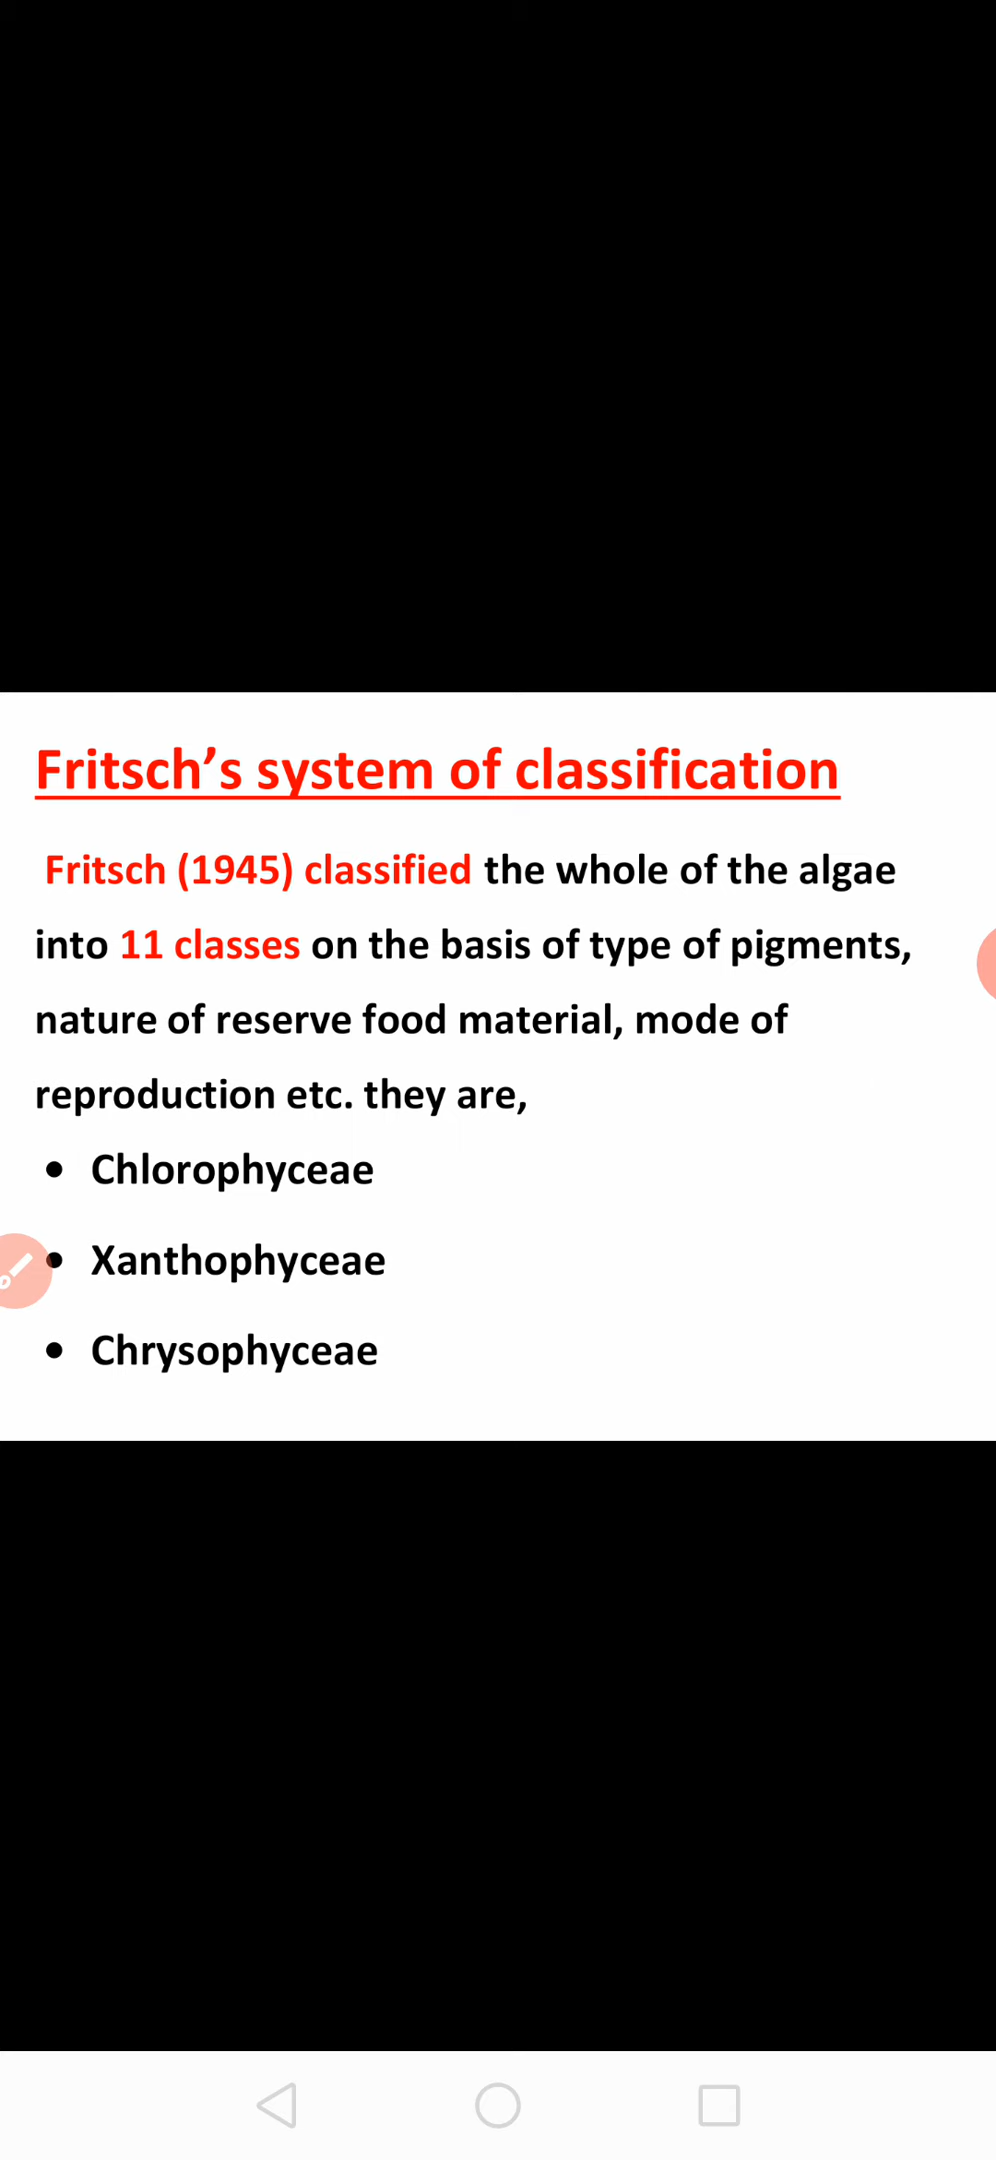 Fritsch’s system of classification
Fritsch (1945) classified the whole of the algae
into 11 classes on the basis of type of pigments,
nature of reserve food material, mode of
reproduction etc. they are,
• Chlorophyceae
• Xanthophyceae
• Chrysophyceae